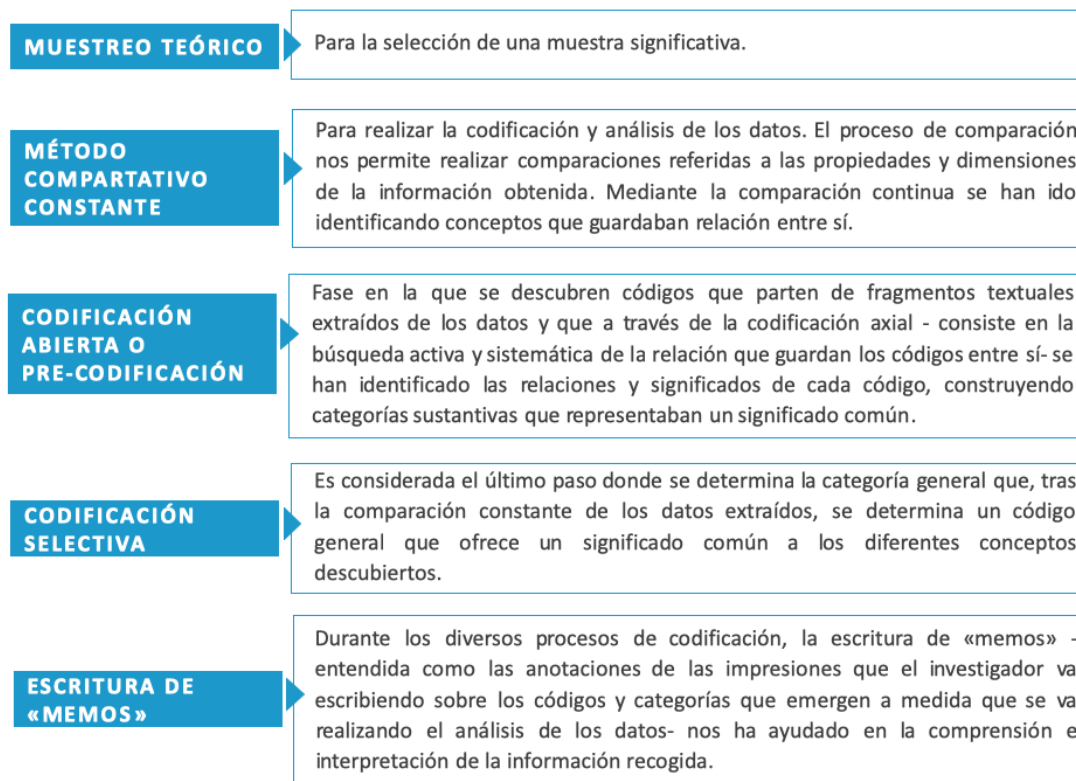 MUESTREO TEÓRICO
Para la selección de una muestra significativa.
MÉTODO
COMPARTATIVO
CONSTANTE
Para realizar la codificación y análisis de los datos. El proceso de comparación
nos permite realizar comparaciones referidas a las propiedades y dimensiones
de la información obtenida. Mediante la comparación continua se han ido
identificando conceptos que guardaban relación entre sí.
CODIFICACIÓN
ABIERTA O
PRE-CODIFICACIÓN
Fase en la que se descubren códigos que parten de fragmentos textuales
extraídos de los datos y que a través de la codificación axial - consiste en la
búsqueda activa y sistemática de la relación que guardan los códigos entre sí- se
han identificado las relaciones y significados de cada código, construyendo
categorías sustantivas que representaban un significado común.
CODIFICACIÓN
SELECTIVA
Es considerada el último paso donde se determina la categoría general que, tras
la comparación constante de los datos extraídos, se determina un código
general que ofrece un significado común a los diferentes conceptos
descubiertos.
ESCRITURA DE
«MEMOS»
Durante los diversos procesos de codificación, la escritura de «memos» -
entendida como las anotaciones de las impresiones que el investigador va
escribiendo sobre los códigos y categorías que emergen a medida que se va
realizando el análisis de los datos- nos ha ayudado en la comprensión e
interpretación de la información recogida.